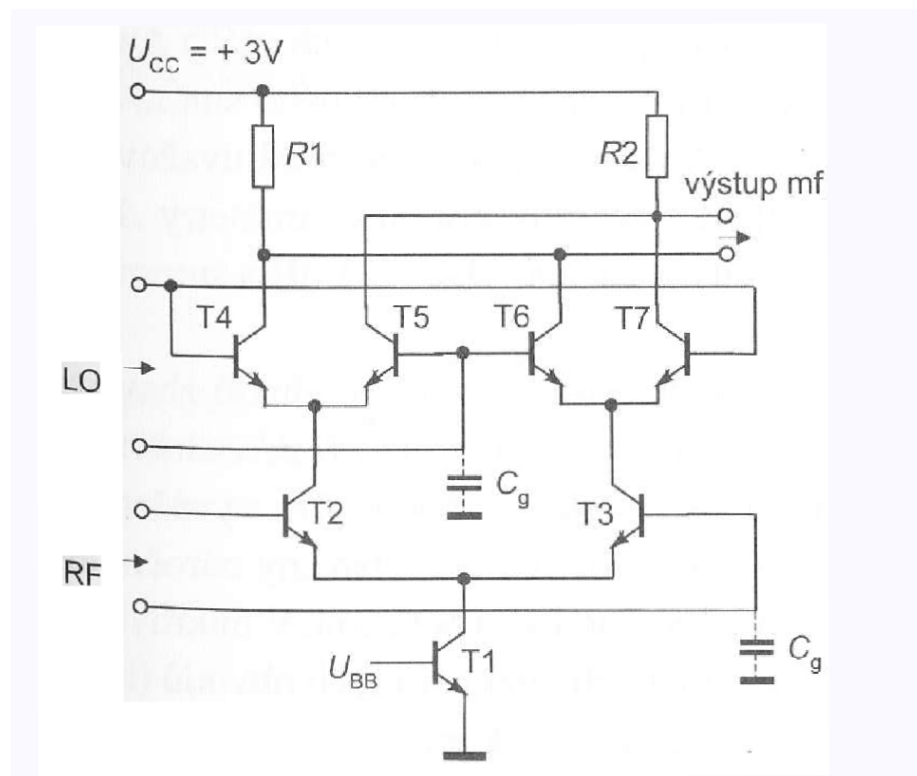 U_CC = + 3V
R1
R2
výstup mf
T4
T5
T6
T7
LO
C_g
T2
T3
RF
C_g
U_BB
T1